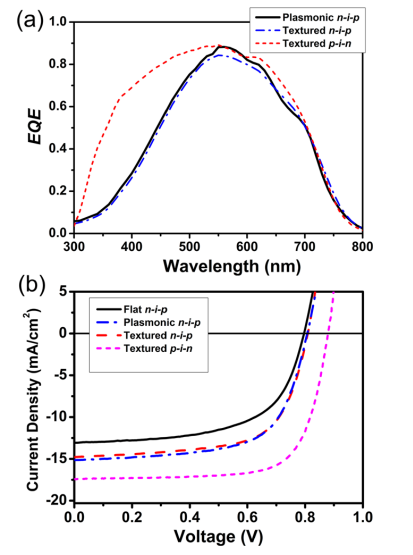 (a)
Plasmonic n-i-p
Textured n-i-p
Textured p-i-n
EQE
1.0
0.8
0.6
0.4
0.2
0.0
300 400 500 600 700 800
Wavelength (nm)
(b)
Flat n-i-p
Plasmonic n-i-p
Textured n-i-p
Textured p-i-n
Current Density (mA/cm²)
5
0
-5
-10
-15
-20
0.0 0.2 0.4 0.6 0.8 1.0
Voltage (V)